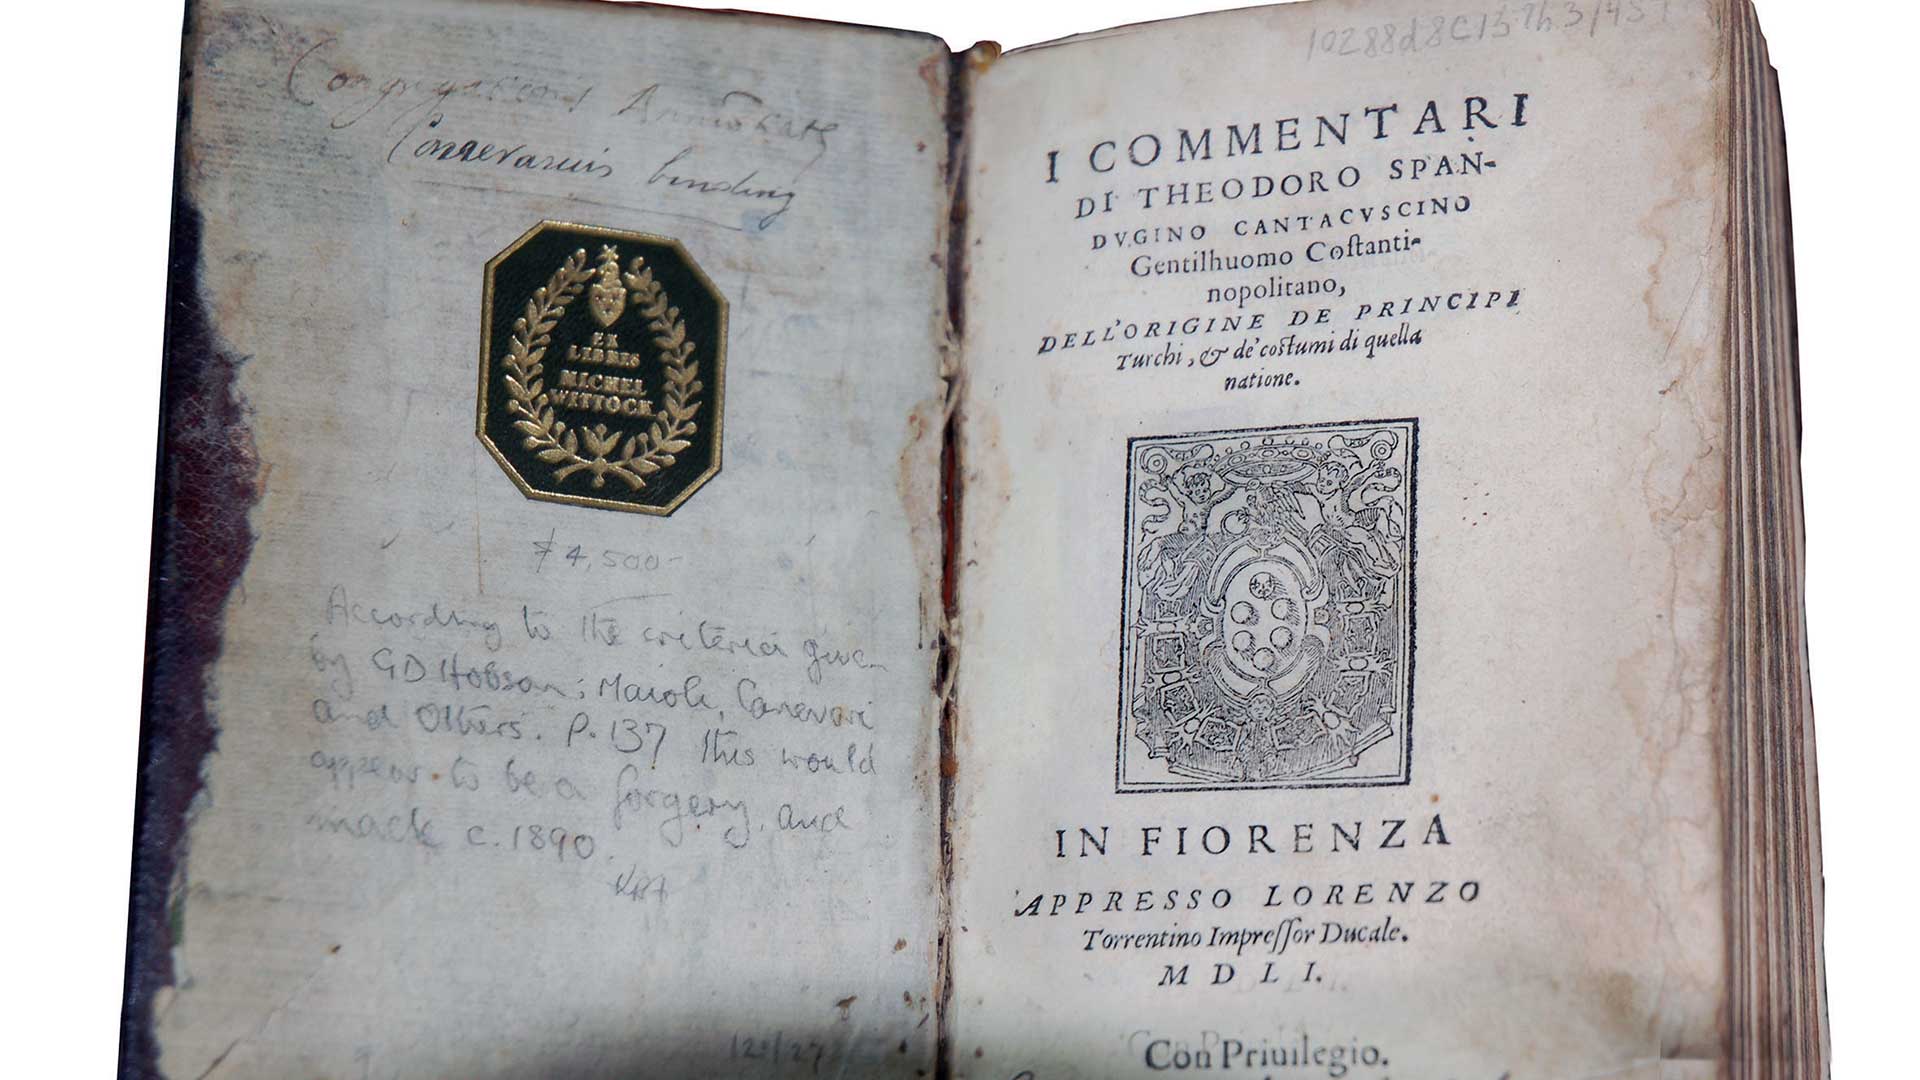 Conservariis binding
EX
LIBRIS
MICHEL
WITTOCK
4,500-
According to the criteria given
by GD Hobson; Maioli, Canevari
and Others. P. 137 this would
appear to be a forgery, and
made c. 1890.
120/27
10288d8C15
I COMMENTARI
DI THEODORO SPAN-
DVGINO CANTACVSCINO
Gentilhuomo Coſtanti-
nopolitano,
DELL'ORIGINE DE PRINCIPI
Turchi, & de' coſtumi di quella
natione.
IN FIORENZA
APPRESSO LORENZO
Torrentino Impreſſor Ducale.
M D L I.
Con Priuilegio.